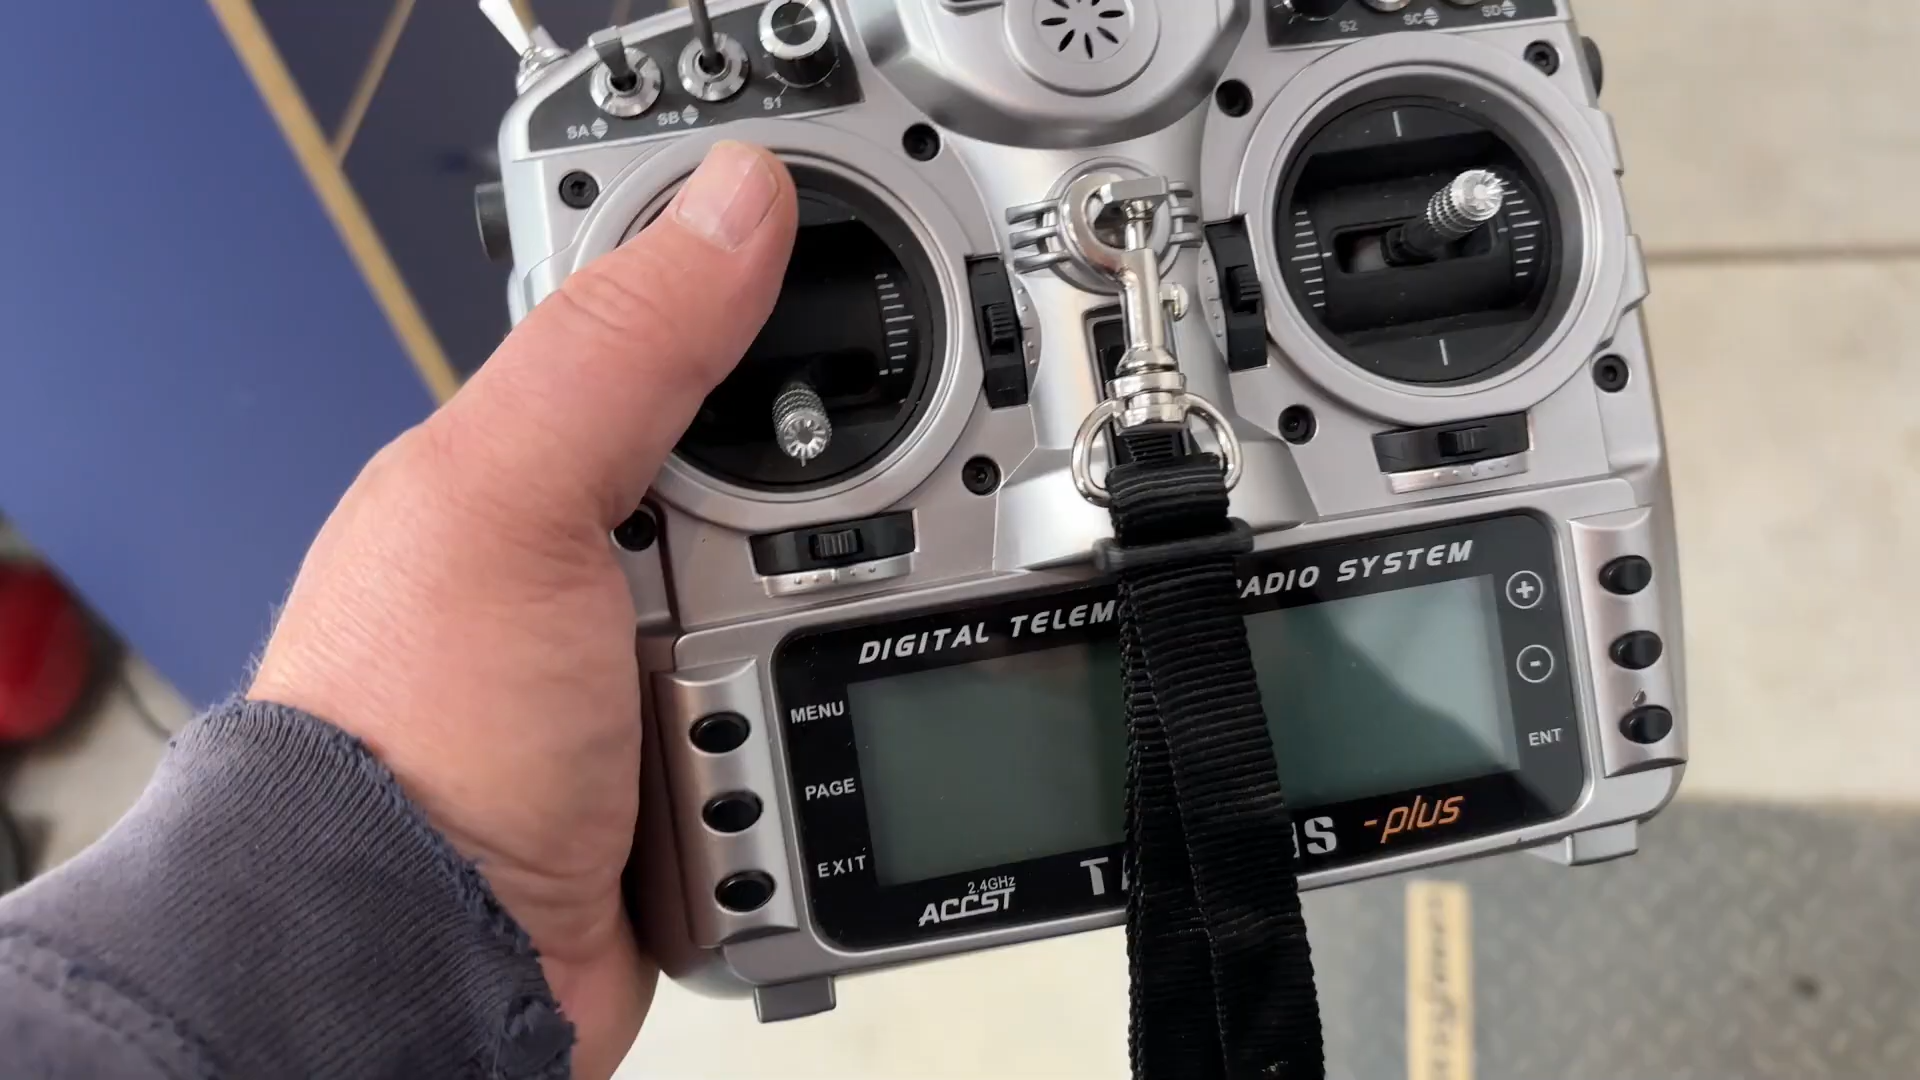 S2 SC SD
SA SB S1
DIGITAL TELEM ADIO SYSTEM
MENU
PAGE
EXIT
+
-
ENT
2.4GHz
ACCST
-plus